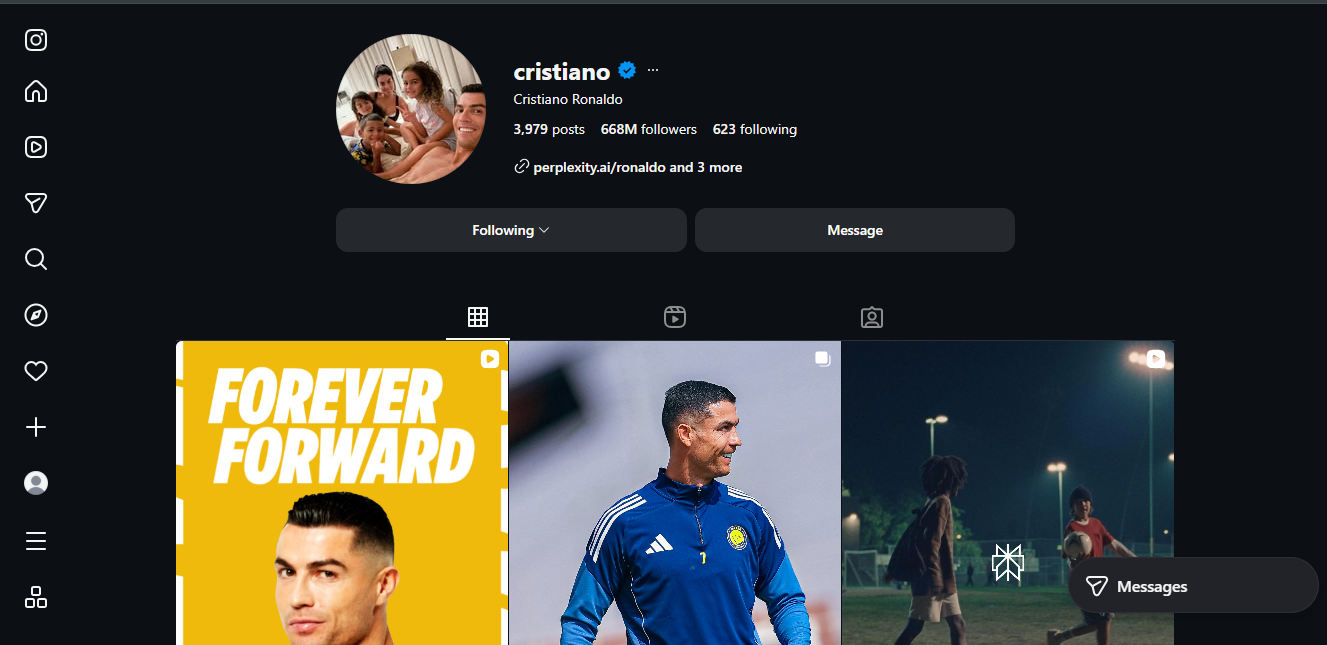 cristiano
Cristiano Ronaldo
3,979 posts 668M followers 623 following
perplexity.ai/ronaldo and 3 more
Following
Message
FOREVER
FORWARD
7
Messages